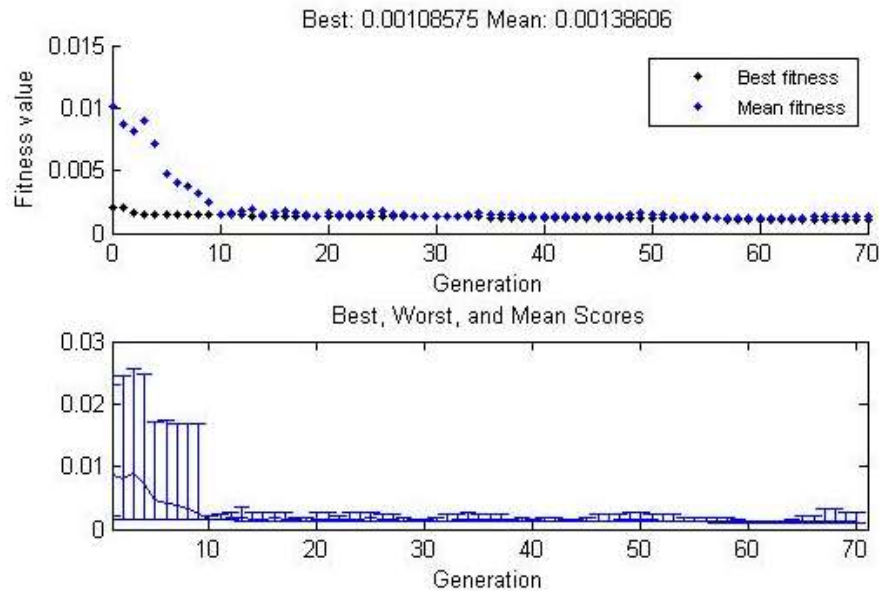 Best: 0.00108575 Mean: 0.00138606
0.015
0.01
0.005
0
Fitness value
Best fitness
Mean fitness
0 10 20 30 40 50 60 70
Generation
Best, Worst, and Mean Scores
0.03
0.02
0.01
0
10 20 30 40 50 60 70
Generation